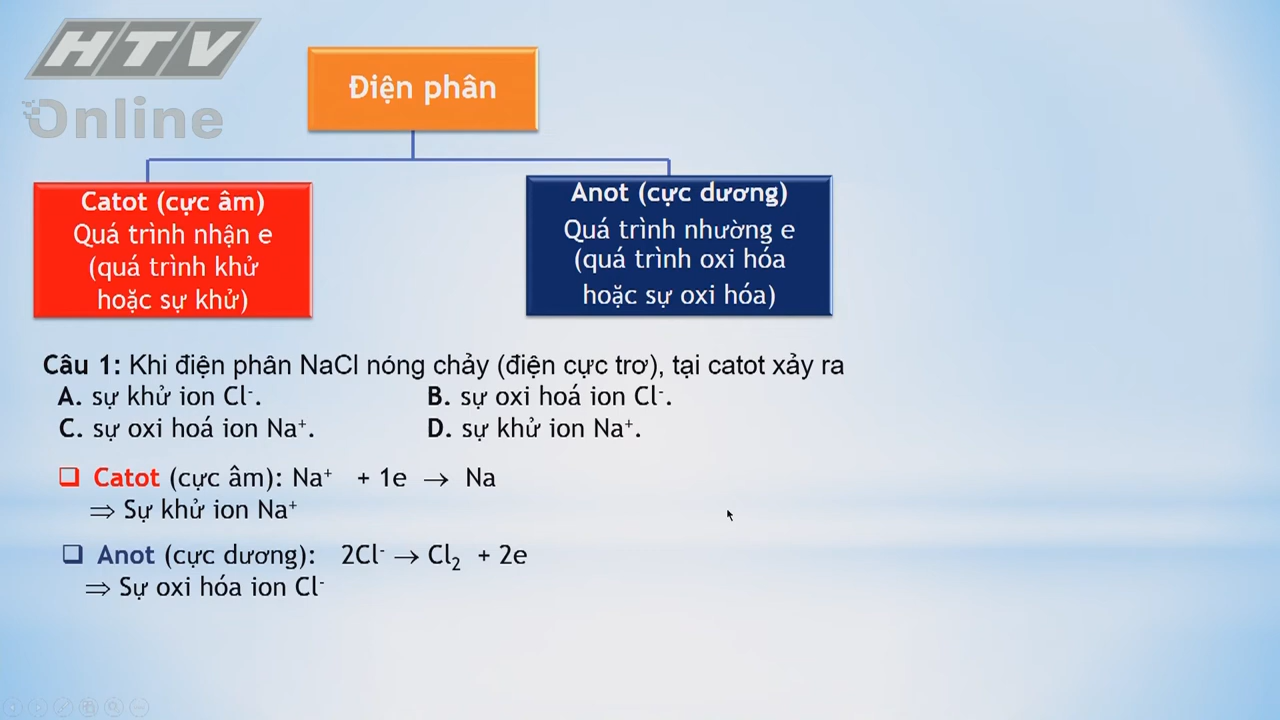 HTV
Online
Điện phân
Catot (cực âm)
Quá trình nhận e
(quá trình khử
hoặc sự khử)
Anot (cực dương)
Quá trình nhường e
(quá trình oxi hóa
hoặc sự oxi hóa)
Câu 1: Khi điện phân NaCl nóng chảy (điện cực trơ), tại catot xảy ra
A. sự khử ion Cl⁻. B. sự oxi hoá ion Cl⁻.
C. sự oxi hoá ion Na⁺. D. sự khử ion Na⁺.
❑ Catot (cực âm): Na⁺ + 1e → Na
⇒ Sự khử ion Na⁺
❑ Anot (cực dương): 2Cl⁻ → Cl₂ + 2e
⇒ Sự oxi hóa ion Cl⁻